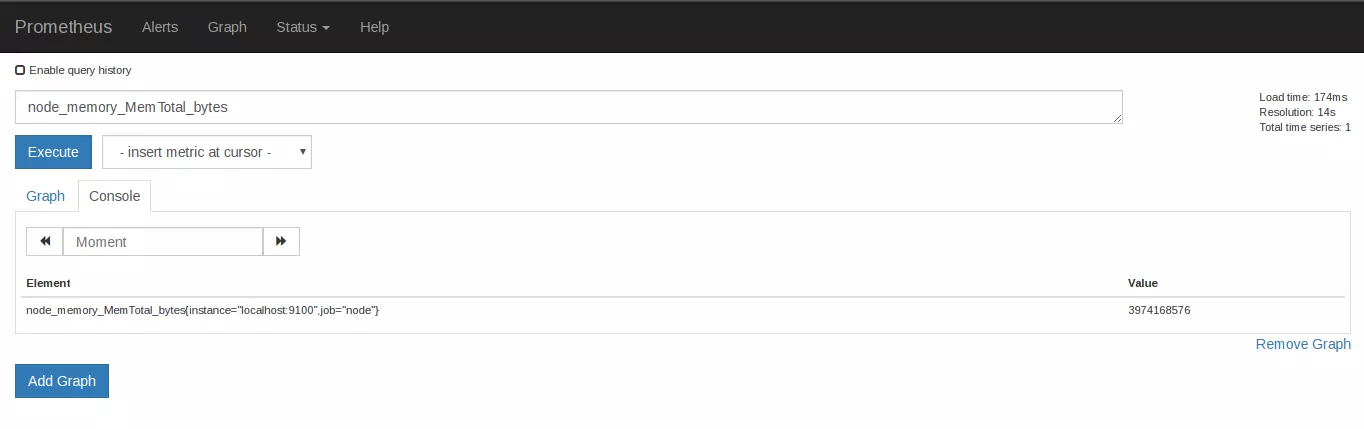 Prometheus Alerts Graph Status Help
Enable query history
node_memory_MemTotal_bytes
Load time: 174ms
Resolution: 14s
Total time series: 1
Execute
- insert metric at cursor -
Graph Console
Moment
Element Value
node_memory_MemTotal_bytes{instance="localhost:9100",job="node"} 3974168576
Remove Graph
Add Graph